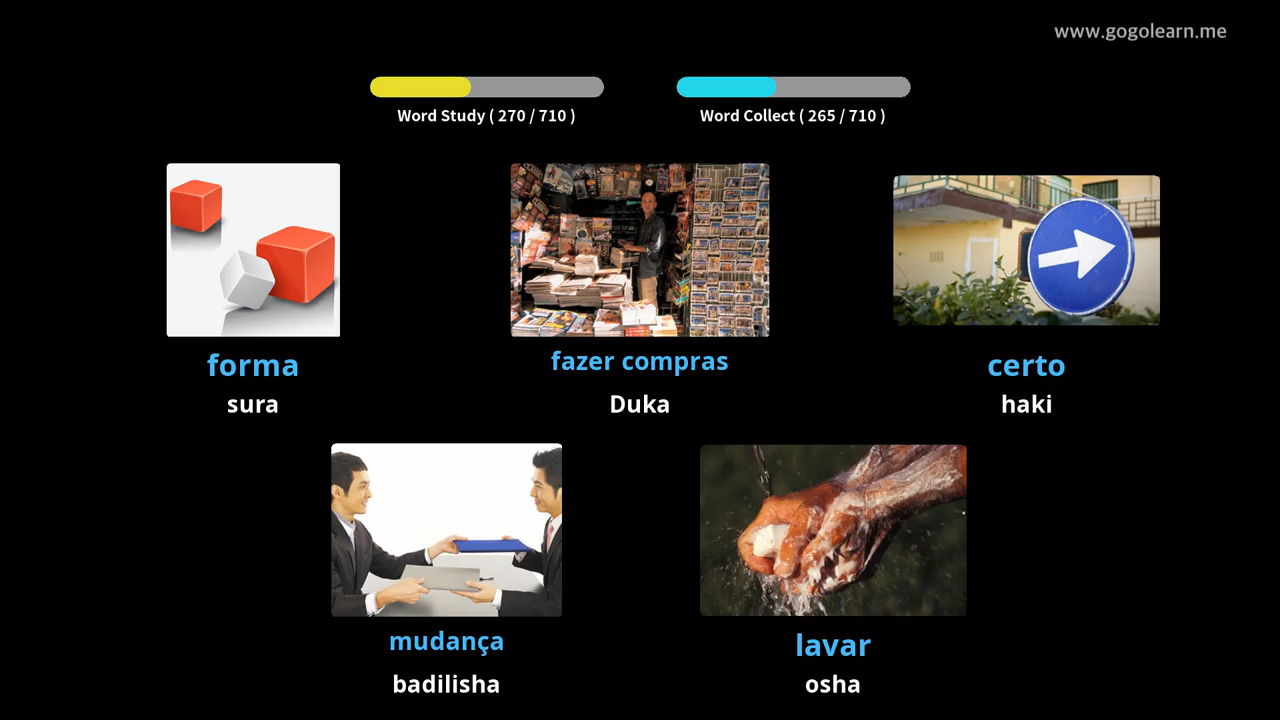 www.gogolearn.me
Word Study ( 270 / 710 )
Word Collect ( 265 / 710 )
forma
sura
fazer compras
Duka
certo
haki
mudança
badilisha
lavar
osha